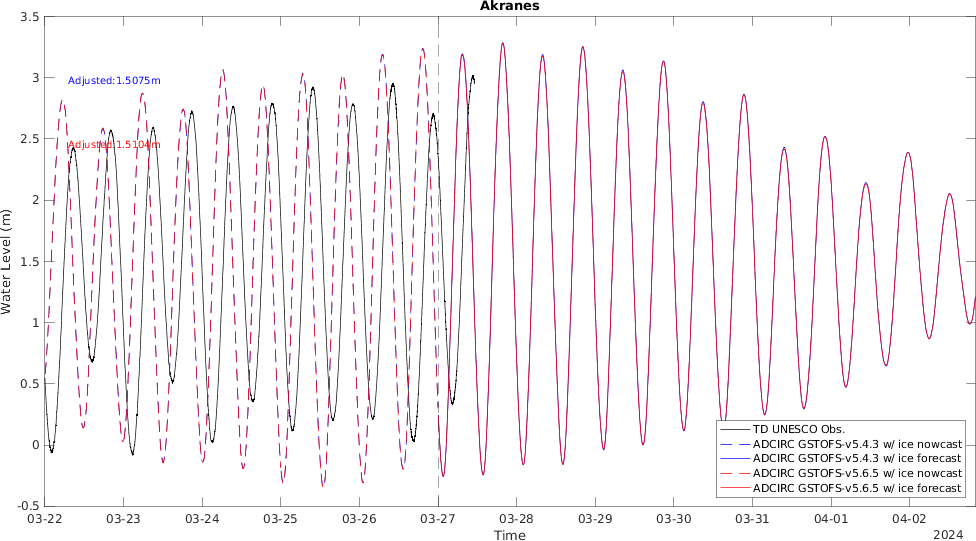 Akranes
3.5
3
2.5
2
1.5
1
0.5
0
-0.5
Water Level (m)
Adjusted:1.5075m
Adjusted:1.5104m
TD UNESCO Obs.
ADCIRC GSTOFS-v5.4.3 w/ ice nowcast
ADCIRC GSTOFS-v5.4.3 w/ ice forecast
ADCIRC GSTOFS-v5.6.5 w/ ice nowcast
ADCIRC GSTOFS-v5.6.5 w/ ice forecast
03-22 03-23 03-24 03-25 03-26 03-27 03-28 03-29 03-30 03-31 04-01 04-02
Time
2024